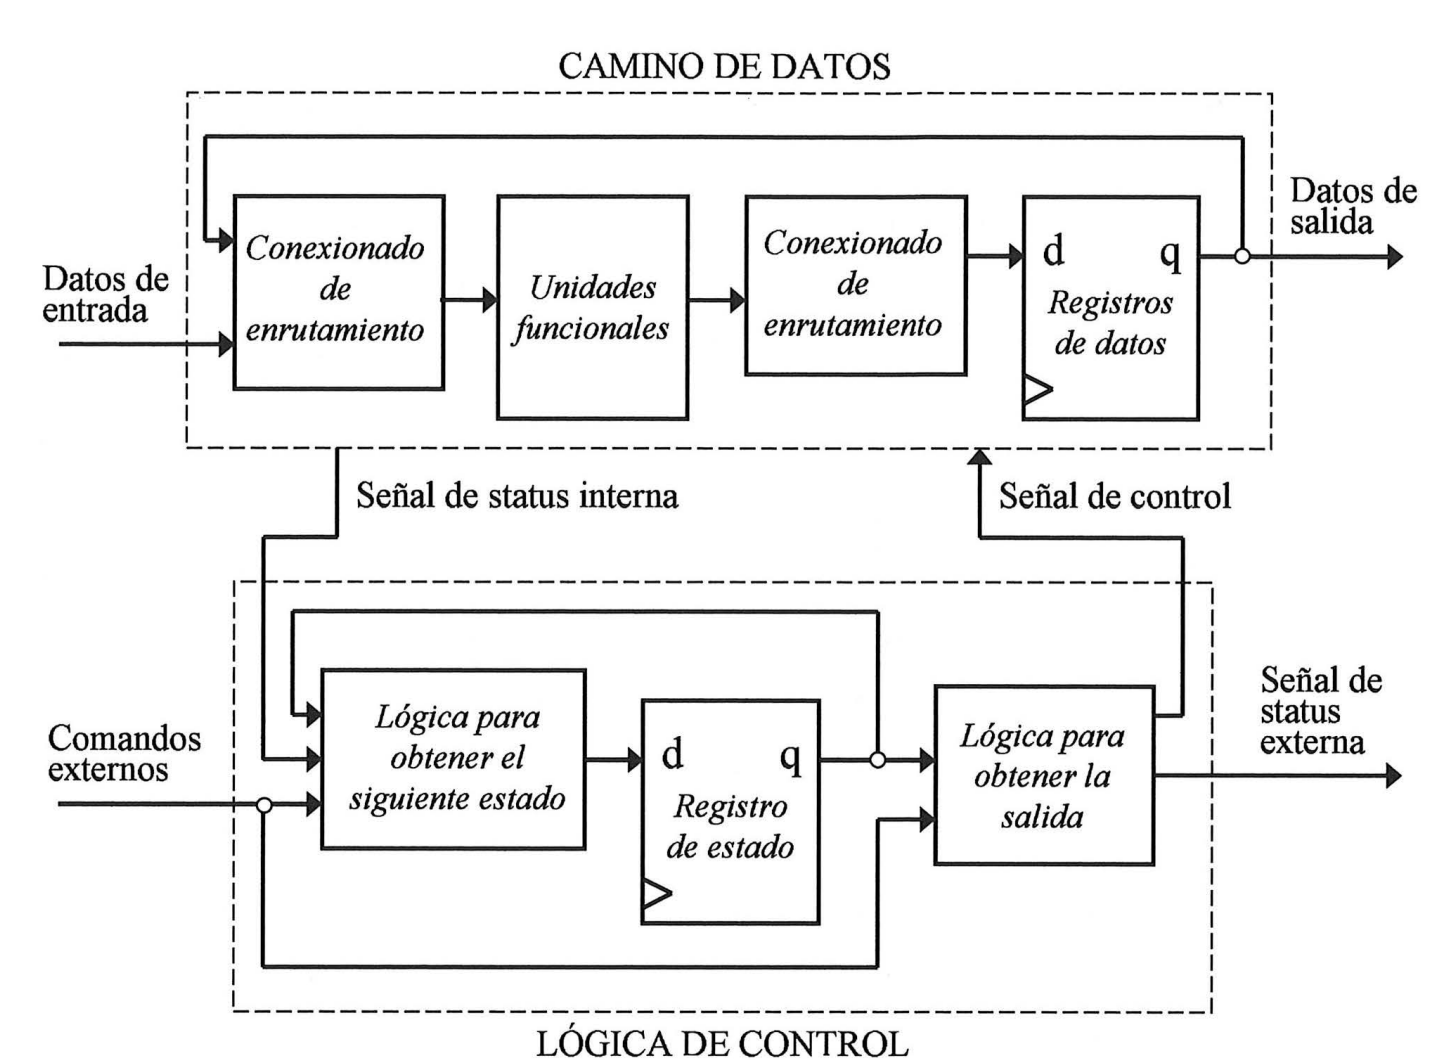 CAMINO DE DATOS
Datos de
entrada
Conexionado
de
enrutamiento
Unidades
funcionales
Conexionado
de
enrutamiento
d q
Registros
de datos
Datos de
salida
Señal de status interna
Señal de control
Comandos
externos
Lógica para
obtener el
siguiente estado
d q
Registro
de estado
Lógica para
obtener la
salida
Señal de
status
externa
LÓGICA DE CONTROL